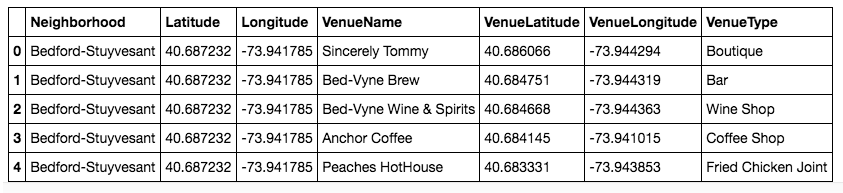 Neighborhood Latitude Longitude VenueName VenueLatitude VenueLongitude VenueType
0 Bedford-Stuyvesant 40.687232 -73.941785 Sincerely Tommy 40.686066 -73.944294 Boutique
1 Bedford-Stuyvesant 40.687232 -73.941785 Bed-Vyne Brew 40.684751 -73.944319 Bar
2 Bedford-Stuyvesant 40.687232 -73.941785 Bed-Vyne Wine & Spirits 40.684668 -73.944363 Wine Shop
3 Bedford-Stuyvesant 40.687232 -73.941785 Anchor Coffee 40.684145 -73.941015 Coffee Shop
4 Bedford-Stuyvesant 40.687232 -73.941785 Peaches HotHouse 40.683331 -73.943853 Fried Chicken Joint